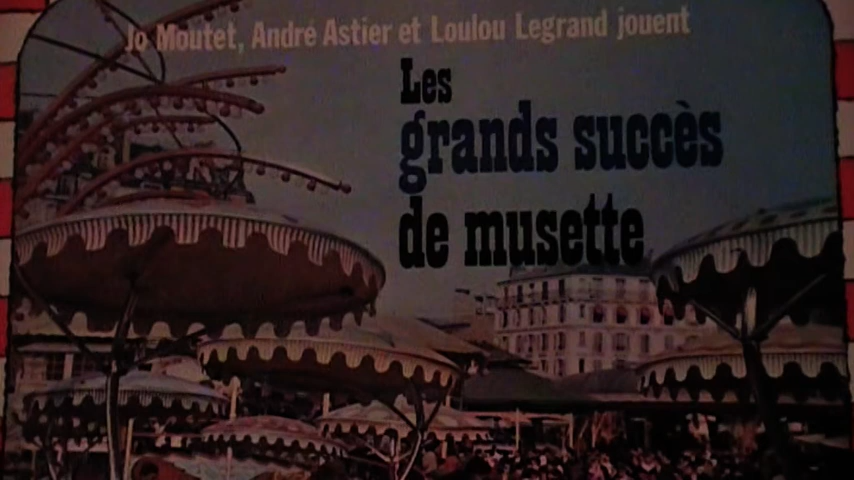 Jo Moutet, André Astier et Loulou Legrand jouent
Les
grands succès
de musette